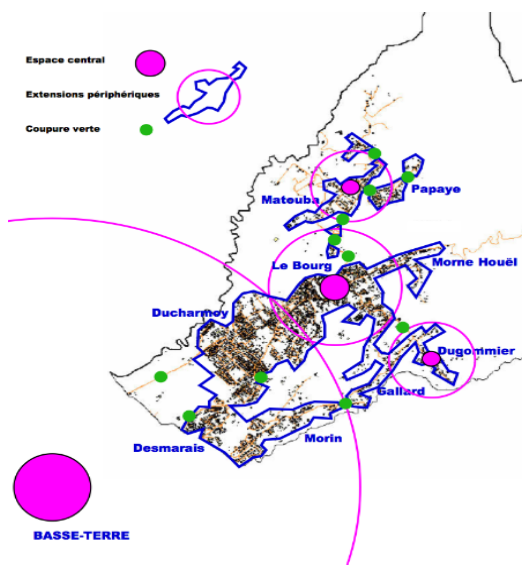 Espace central
Extensions périphériques
Coupure verte
Matouba
Papaye
Le Bourg
Morne Houël
Ducharmoy
Dugommier
Gallard
Morin
Desmarais
BASSE-TERRE